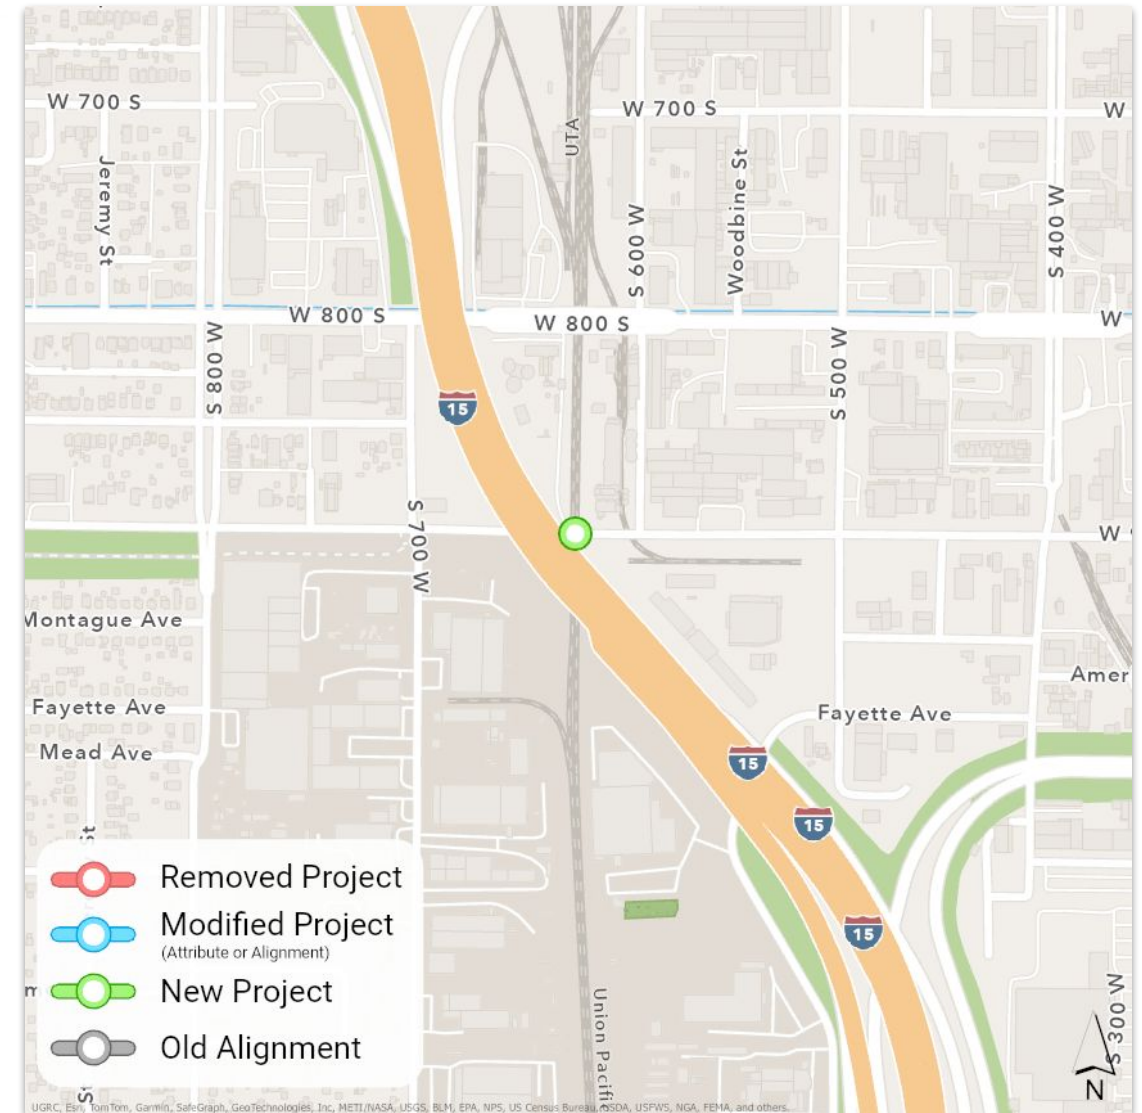 W 700 S
W 700 S
W
UTA
Jeremy St
Woodbine St
S 600 W
S 400 W
W 800 S
W 800 S
W
S 800 W
S 500 W
15
S 700 W
W
Montague Ave
Amer
Fayette Ave
Fayette Ave
Mead Ave
15
15
St
Removed Project
Modified Project
(Attribute or Alignment)
15
New Project
Union Pacific
S 300 W
Old Alignment
N
UGRC, Esri, TomTom, Garmin, SafeGraph, GeoTechnologies, Inc, METI/NASA, USGS, BLM, EPA, NPS, US Census Bureau, USDA, USFWS, NGA, FEMA, and others.